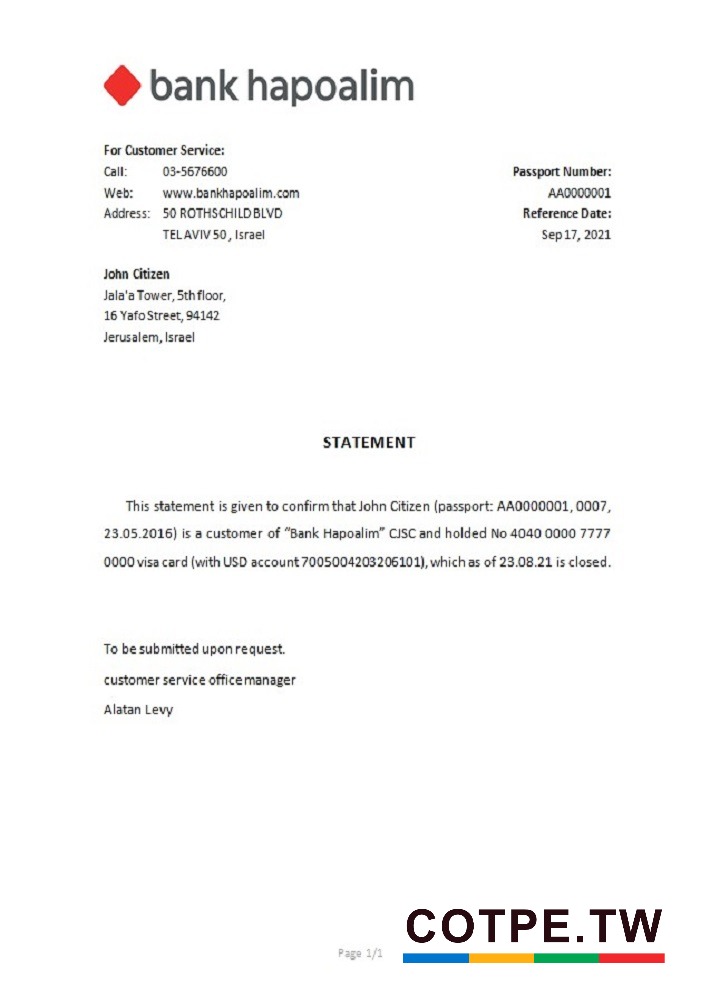 bank hapoalim
For Customer Service:
Call: 03-5676600
Passport Number:
Web: www.bankhapoalim.com
AA0000001
Address: 50 ROTHSCHILD BLVD
Reference Date:
TEL AVIV 50, Israel
Sep 17, 2021
John Citizen
Jala'a Tower, 5th floor,
16 Yafo Street, 94142
Jerusalem, Israel
STATEMENT
This statement is given to confirm that John Citizen (passport: AA0000001, 0007,
23.05.2016) is a customer of "Bank Hapoalim" CJSC and holded No 4040 0000 7777
0000 visa card (with USD account 7005004203206101), which as of 23.08.21 is closed.
To be submitted upon request.
customer service office manager
Alatan Levy
COTPE.TW
Page 1/1